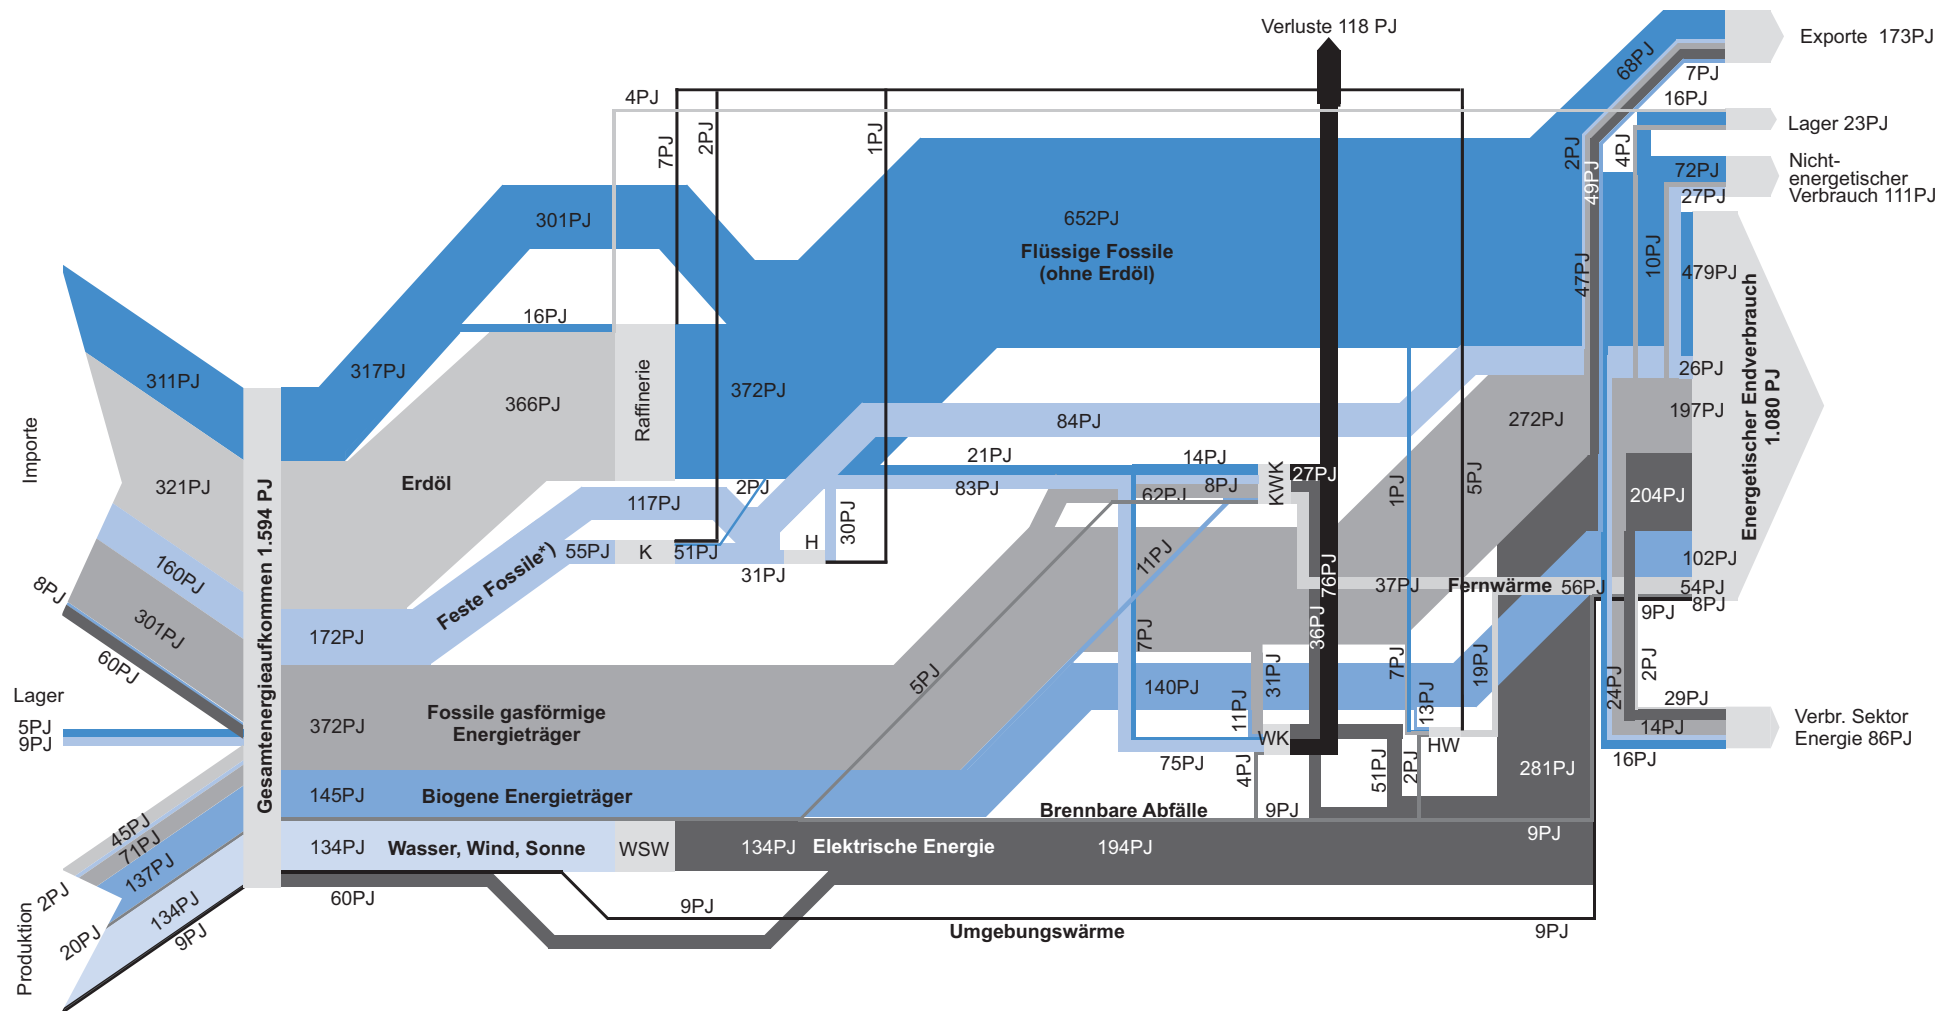 Verluste 118 PJ
Exporte 173PJ
68PJ
7PJ
4PJ
16PJ
Lager 23PJ
7PJ
2PJ
1PJ
2PJ
49PJ
4PJ
Nicht-
energetischer
Verbrauch 111PJ
72PJ
27PJ
301PJ
652PJ
Flüssige Fossile
(ohne Erdöl)
47PJ
10PJ
479PJ
16PJ
317PJ
311PJ
366PJ
Raffinerie
372PJ
26PJ
Energetischer Endverbrauch
1.080 PJ
197PJ
84PJ
272PJ
Importe
321PJ
Erdöl
21PJ
14PJ
KWK
27PJ
1PJ
5PJ
204PJ
117PJ
2PJ
83PJ
62PJ
8PJ
30PJ
Gesamtenergieaufkommen 1.594 PJ
55PJ
K
51PJ
H
31PJ
11PJ
76PJ
37PJ
Fernwärme
56PJ
102PJ
54PJ
8PJ
9PJ
160PJ
8PJ
301PJ
60PJ
Feste Fossile*)
172PJ
7PJ
36PJ
Lager
5PJ
9PJ
5PJ
140PJ
31PJ
11PJ
7PJ
19PJ
13PJ
24PJ
2PJ
29PJ
14PJ
16PJ
Verbr. Sektor
Energie 86PJ
372PJ
Fossile gasförmige
Energieträger
WK
HW
75PJ
4PJ
51PJ
2PJ
281PJ
145PJ
Biogene Energieträger
Brennbare Abfälle
9PJ
9PJ
45PJ
71PJ
137PJ
2PJ
134PJ
Wasser, Wind, Sonne
WSW
134PJ
Elektrische Energie
194PJ
Produktion
20PJ
134PJ
9PJ
60PJ
9PJ
Umgebungswärme
9PJ